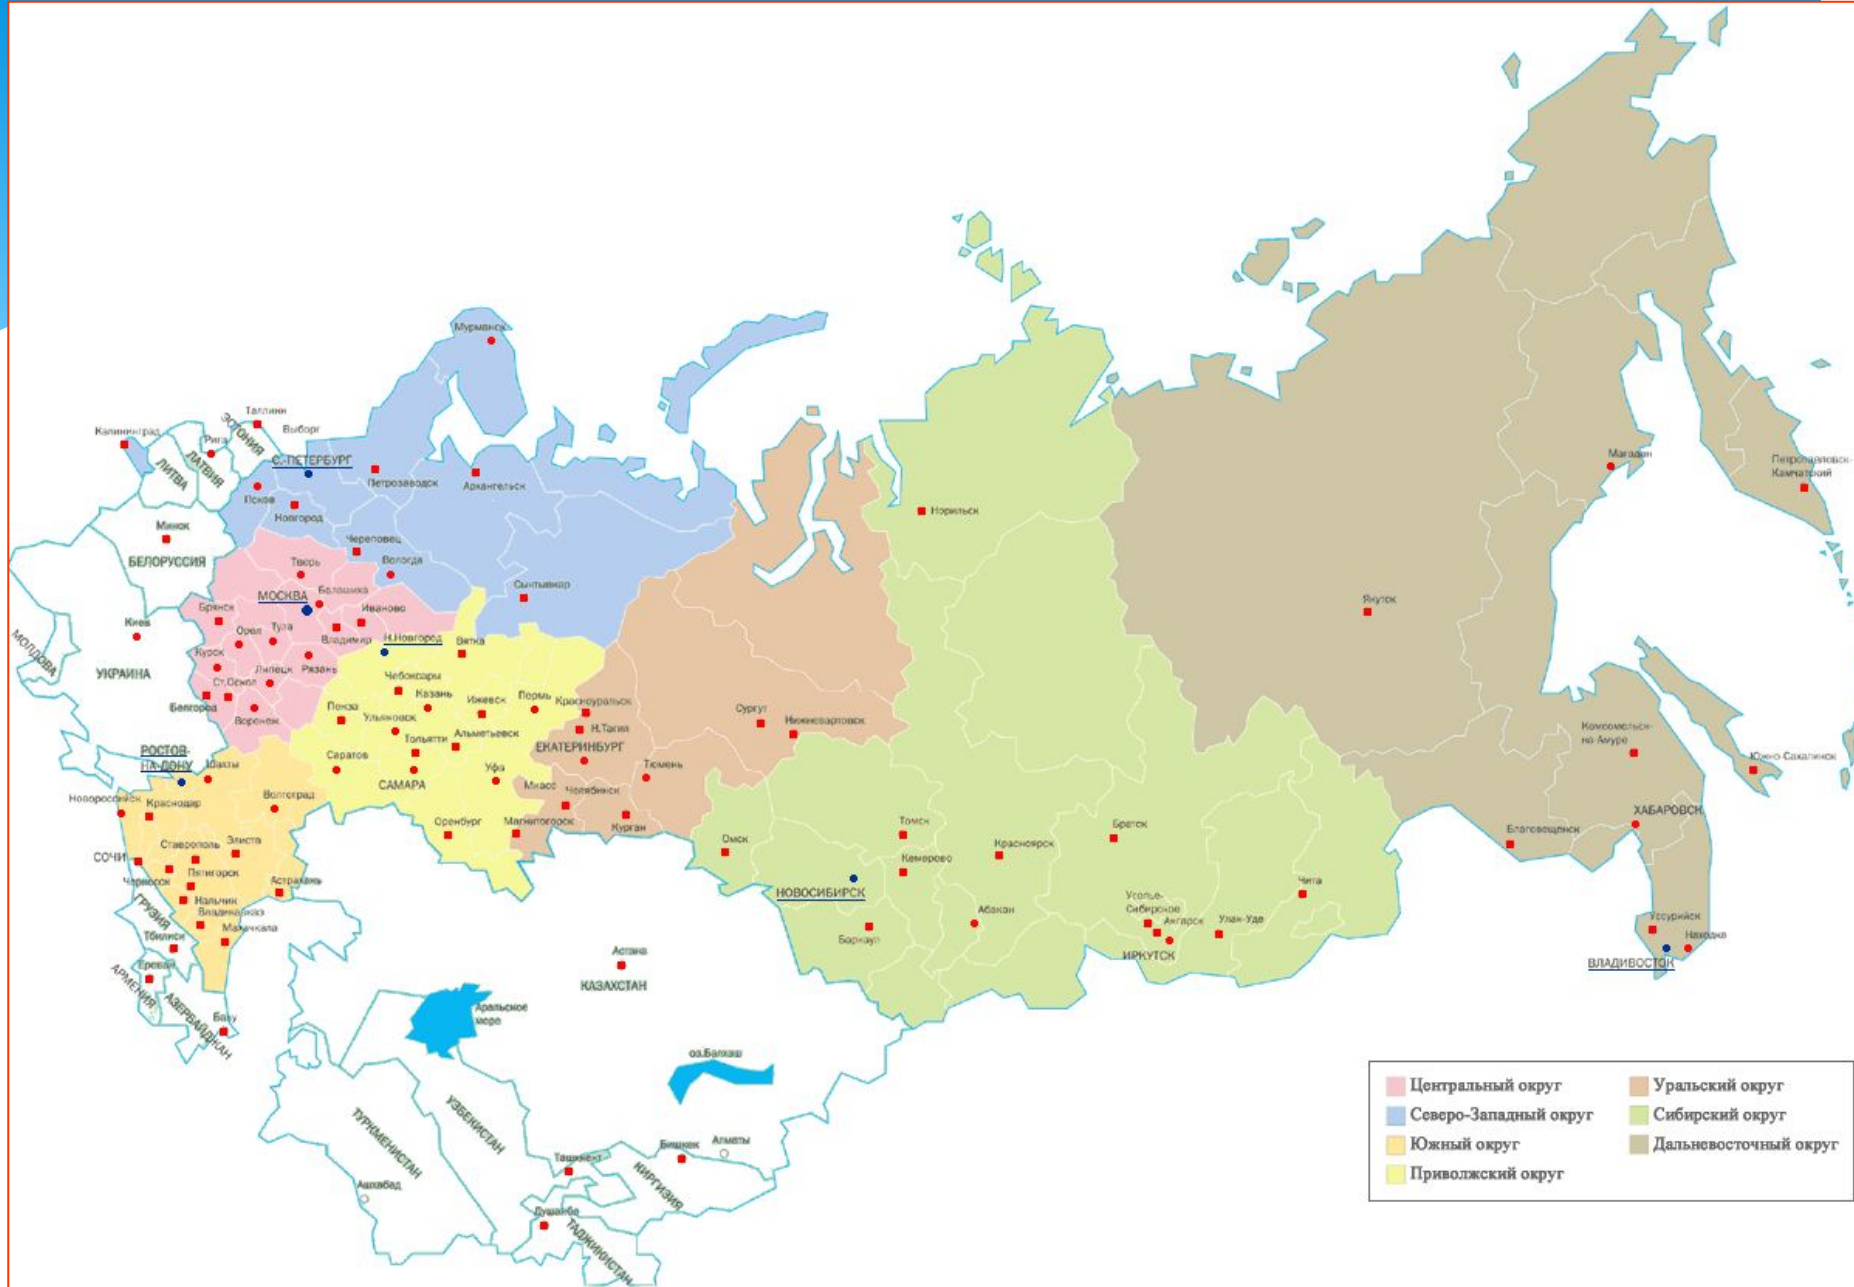 Мурманск
Таллинн
Выборг
Калининград
Рига
ЭСТОНИЯ
ЛАТВИЯ
ЛИТВА
С.-ПЕТЕРБУРГ
Петрозаводск
Архангельск
Магадан
Петропавловск-
Камчатский
Псков
Новгород
Норильск
Минск
БЕЛОРУССИЯ
Череповец
Вологда
Тверь
Сыктывкар
МОСКВА
Балашиха
Якутск
Брянск
Иваново
Киев
Орел
Тула
Владимир
Н.Новгород
Вятка
МОЛДОВА
УКРАИНА
Курск
Липецк
Рязань
Ст.Оскол
Чебоксары
Белгород
Воронеж
Казань
Ижевск
Пермь
Красноуральск
Пенза
Ульяновск
Н.Тагил
Сургут
Нижневартовск
Комсомольск-
на Амуре
Тольятти
Альметьевск
ЕКАТЕРИНБУРГ
РОСТОВ-
НА-ДОНУ
Шахты
Саратов
САМАРА
Уфа
Тюмень
Южно-Сахалинск
Миасс
Челябинск
Новороссийск
Краснодар
Волгоград
Оренбург
Магнитогорск
Курган
Омск
Томск
Братск
Благовещенск
ХАБАРОВСК
СОЧИ
Ставрополь
Элиста
Кемерово
Красноярск
Черкесск
Пятигорск
Астрахань
НОВОСИБИРСК
Чита
Нальчик
Владикавказ
Махачкала
ГРУЗИЯ
Тбилиси
Барнаул
Абакан
Усолье-
Сибирское
Ангарск
Улан-Уде
ИРКУТСК
Уссурийск
Находка
ВЛАДИВОСТОК
Ереван
АРМЕНИЯ
АЗЕРБАЙДЖАН
Баку
Астана
КАЗАХСТАН
Аральское
море
оз.Балхаш
ТУРКМЕНИСТАН
УЗБЕКИСТАН
Ашхабад
Ташкент
Бишкек
Алматы
КИРГИЗИЯ
Душанбе
ТАДЖИКИСТАН
Центральный округ
Северо-Западный округ
Южный округ
Приволжский округ
Уральский округ
Сибирский округ
Дальневосточный округ